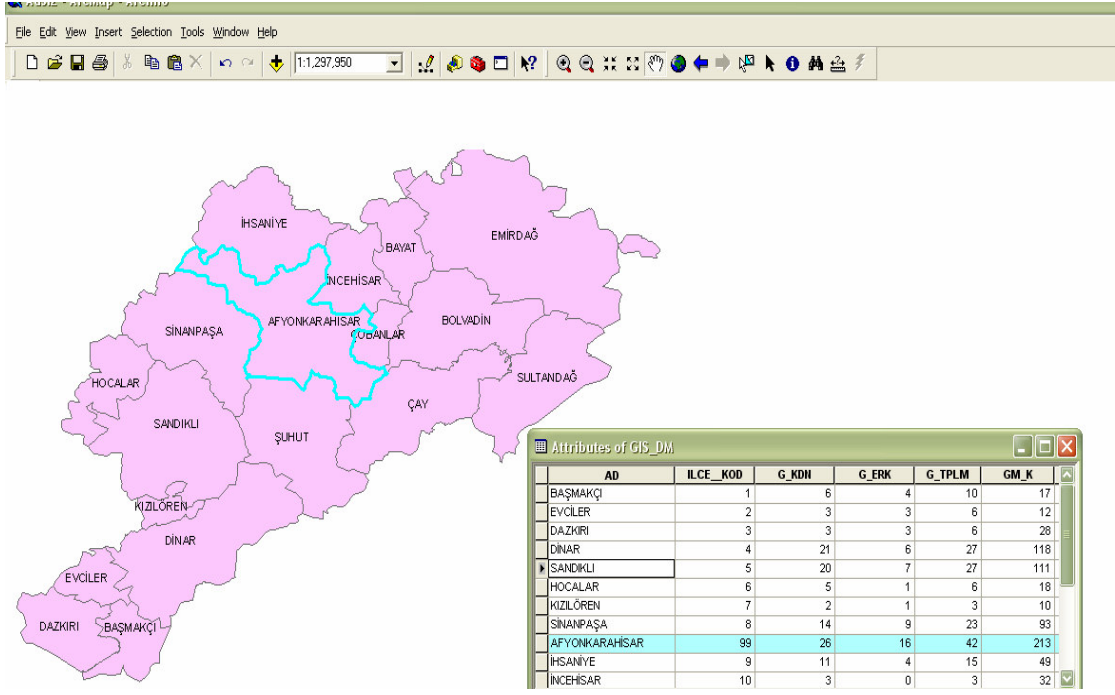 File Edit View Insert Selection Tools Window Help
1:1,297,950
İHSANİYE
BAYAT
EMİRDAĞ
İNCEHİSAR
AFYONKARAHİSAR
ÇOBANLAR
BOLVADİN
SİNANPAŞA
SULTANDAĞ
HOCALAR
ÇAY
SANDIKLI
ŞUHUT
KIZILÖREN
DİNAR
EVCİLER
DAZKIRI
BAŞMAKÇI
Attributes of GIS_DM
AD ILCE__KOD G_KDN G_ERK G_TPLM GM_K
BAŞMAKÇI 1 6 4 10 17
EVCİLER 2 3 3 6 12
DAZKIRI 3 3 3 6 28
DİNAR 4 21 6 27 118
SANDIKLI 5 20 7 27 111
HOCALAR 6 5 1 6 18
KIZILÖREN 7 2 1 3 10
SİNANPAŞA 8 14 9 23 93
AFYONKARAHİSAR 99 26 16 42 213
İHSANİYE 9 11 4 15 49
İNCEHİSAR 10 3 0 3 32